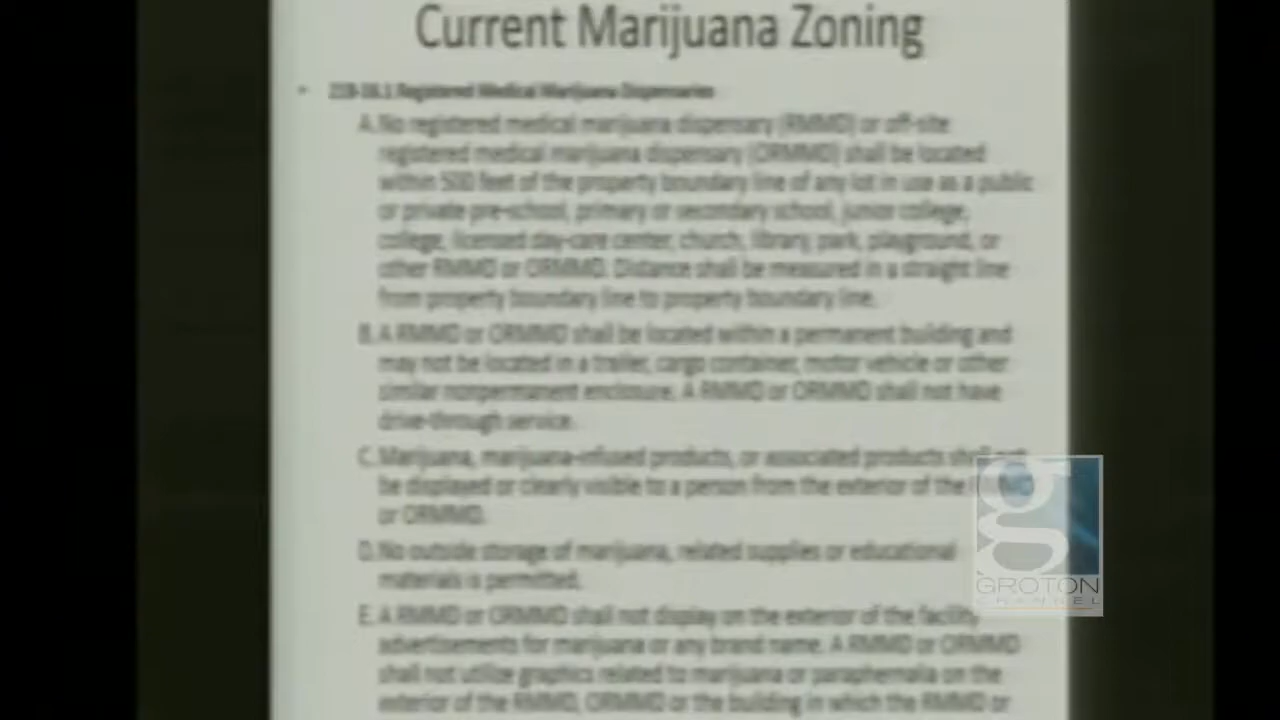 Current Marijuana Zoning
• Registered Medical Marijuana Dispensaries
A. No registered medical marijuana dispensary (RMMD) or off-site
registered medical marijuana dispensary (ORMMD) shall be located
within 500 feet of the property boundary line of any lot in use as a public
or private pre-school, primary or secondary school, junior college,
college, licensed day-care center, church, library, park, playground, or
other RMMD or ORMMD. Distance shall be measured in a straight line
from property boundary line to property boundary line.
B. A RMMD or ORMMD shall be located within a permanent building and
may not be located in a trailer, cargo container, motor vehicle or other
similar nonpermanent enclosure. A RMMD or ORMMD shall not have
drive-through service.
C. Marijuana, marijuana-infused products, or associated products shall not
be displayed or clearly visible to a person from the exterior of the RMMD
or ORMMD.
D. No outside storage of marijuana, related supplies or educational
materials is permitted.
E. A RMMD or ORMMD shall not display on the exterior of the facility
advertisements for marijuana or any brand name. A RMMD or ORMMD
shall not utilize graphics related to marijuana or paraphernalia on the
exterior of the RMMD, ORMMD or the building in which the RMMD or
g
GROTON
CHANNEL